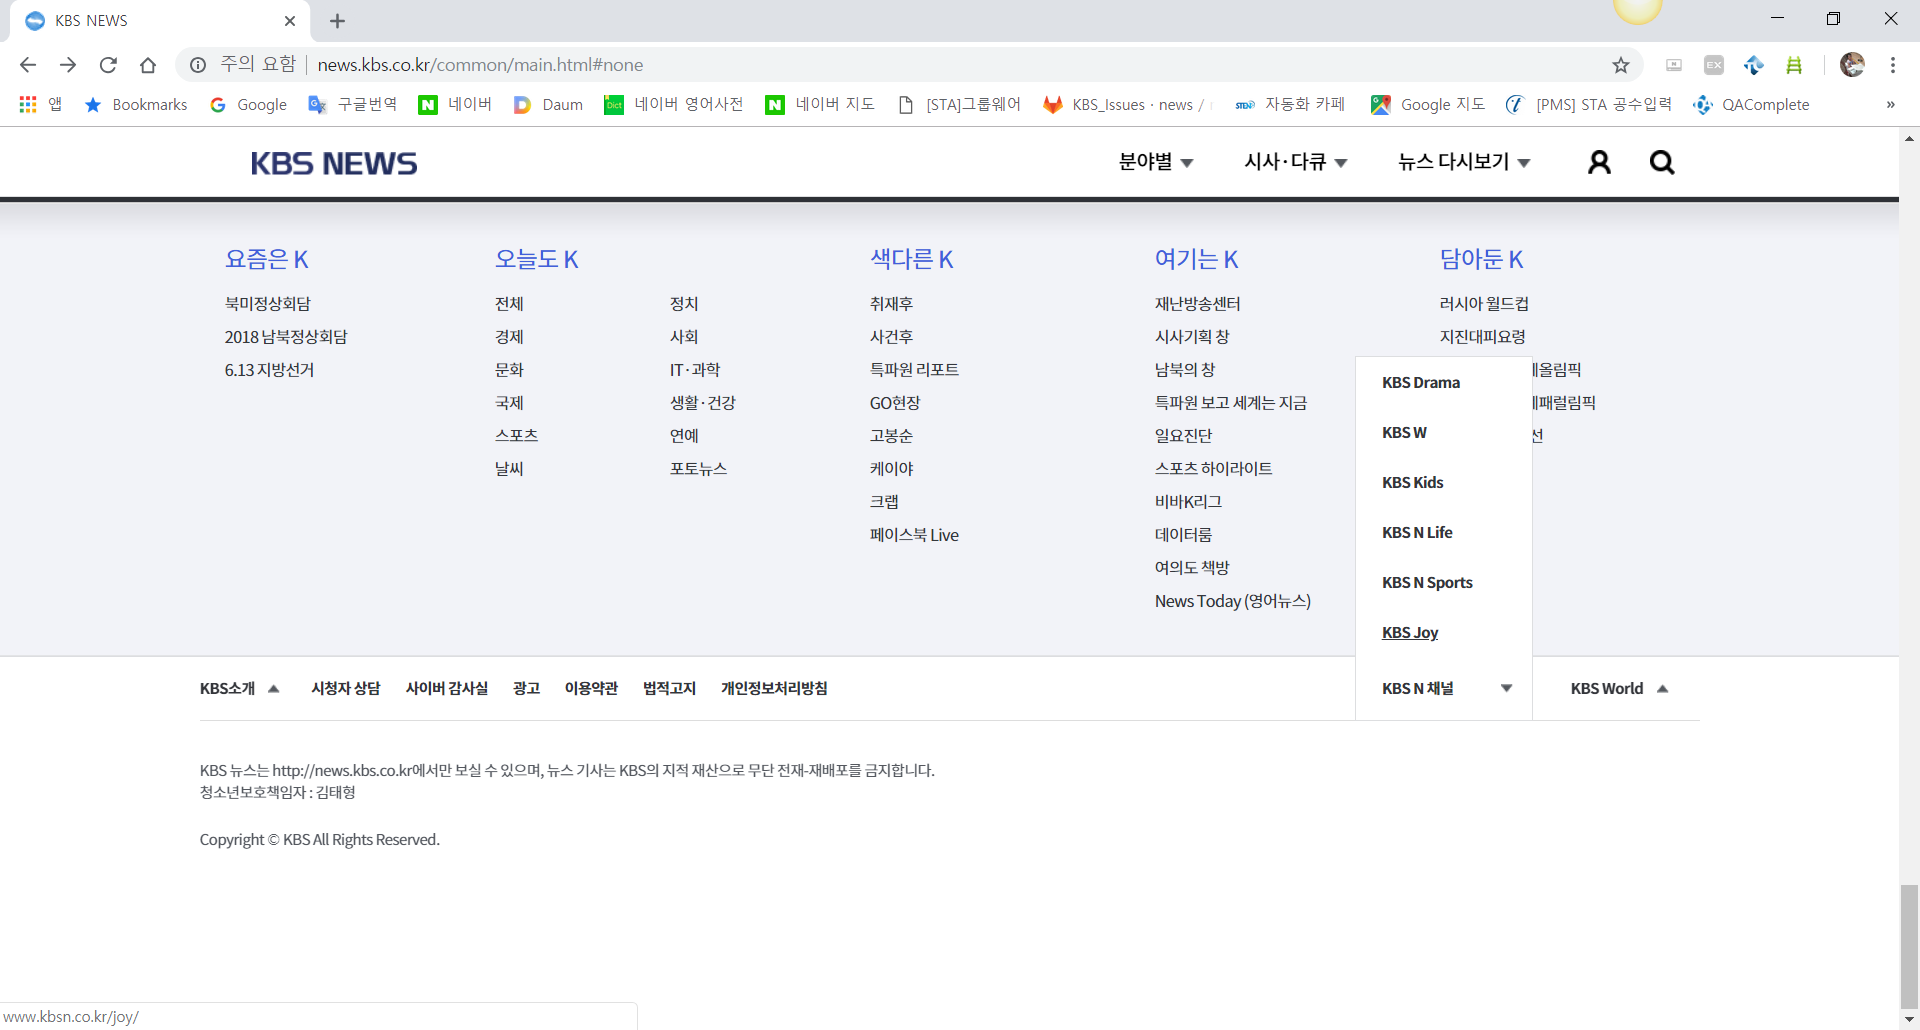 KBS NEWS
주의 요함 news.kbs.co.kr/common/main.html#none
EX
앱 Bookmarks Google 구글번역 네이버 Daum 네이버 영어사전 네이버 지도 [STA]그룹웨어 KBS_Issues · news / 자동화 카페 Google 지도 [PMS] STA 공수입력 QAComplete »
KBS NEWS 분야별 시사·다큐 뉴스 다시보기
요즘은 K
북미정상회담
2018 남북정상회담
6.13 지방선거
오늘도 K
전체 정치
경제 사회
문화 IT·과학
국제 생활·건강
스포츠 연예
날씨 포토뉴스
색다른 K
취재후
사건후
특파원 리포트
GO현장
고봉순
케이야
크랩
페이스북 Live
여기는 K
재난방송센터
시사기획 창
남북의 창
특파원 보고 세계는 지금
일요진단
스포츠 하이라이트
비바K리그
데이터룸
여의도 책방
News Today (영어뉴스)
담아둔 K
러시아 월드컵
지진대피요령
올림픽
패럴림픽
선
KBS Drama
KBS W
KBS Kids
KBS N Life
KBS N Sports
KBS Joy
KBS소개 시청자 상담 사이버 감사실 광고 이용약관 법적고지 개인정보처리방침 KBS N 채널 KBS World
KBS 뉴스는 http://news.kbs.co.kr에서만 보실 수 있으며, 뉴스 기사는 KBS의 지적 재산으로 무단 전재-재배포를 금지합니다.
청소년보호책임자 : 김태형
Copyright © KBS All Rights Reserved.
www.kbsn.co.kr/joy/